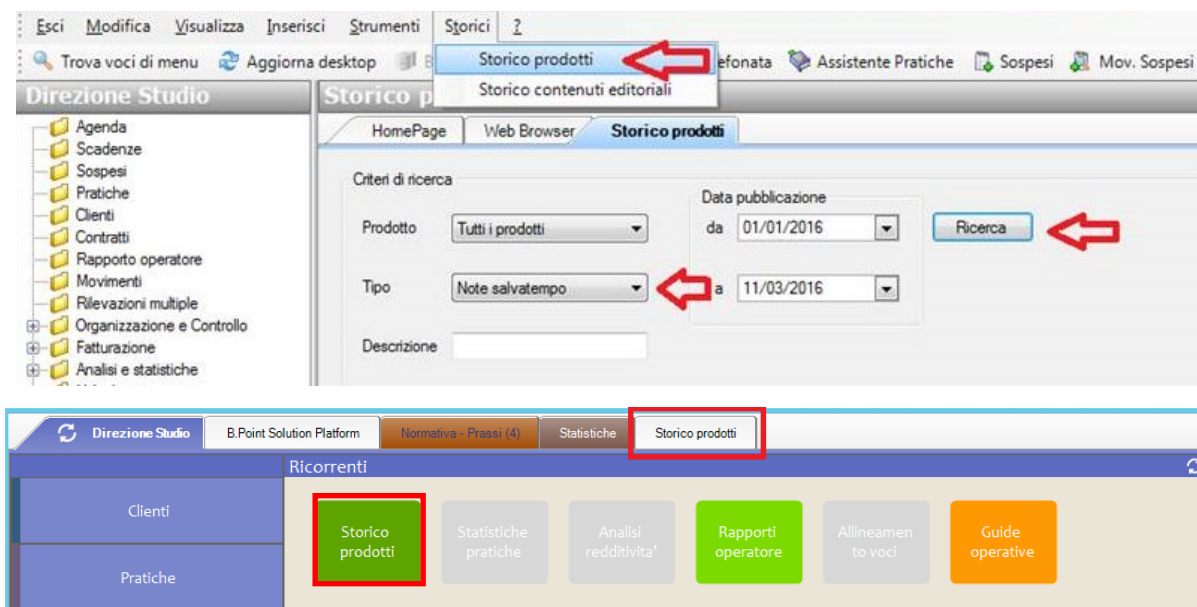 Esci Modifica Visualizza Inserisci Strumenti Storici ?
Storico prodotti
Storico contenuti editoriali
Trova voci di menu Aggiorna desktop efonata Assistente Pratiche Sospesi Mov. Sospesi
Direzione Studio
Storico p
Agenda
Scadenze
Sospesi
Pratiche
Clienti
Contratti
Rapporto operatore
Movimenti
Rilevazioni multiple
Organizzazione e Controllo
Fatturazione
Analisi e statistiche
HomePage Web Browser Storico prodotti
Criteri di ricerca
Data pubblicazione
Prodotto Tutti i prodotti da 01/01/2016 Ricerca
Tipo Note salvatempo a 11/03/2016
Descrizione
Direzione Studio B.Point Solution Platform Normativa - Prassi (4) Statistiche Storico prodotti
Ricorrenti
Clienti
Pratiche
Storico
prodotti
Statistiche
pratiche
Analisi
redditivita'
Rapporti
operatore
Allineamen
to voci
Guide
operative